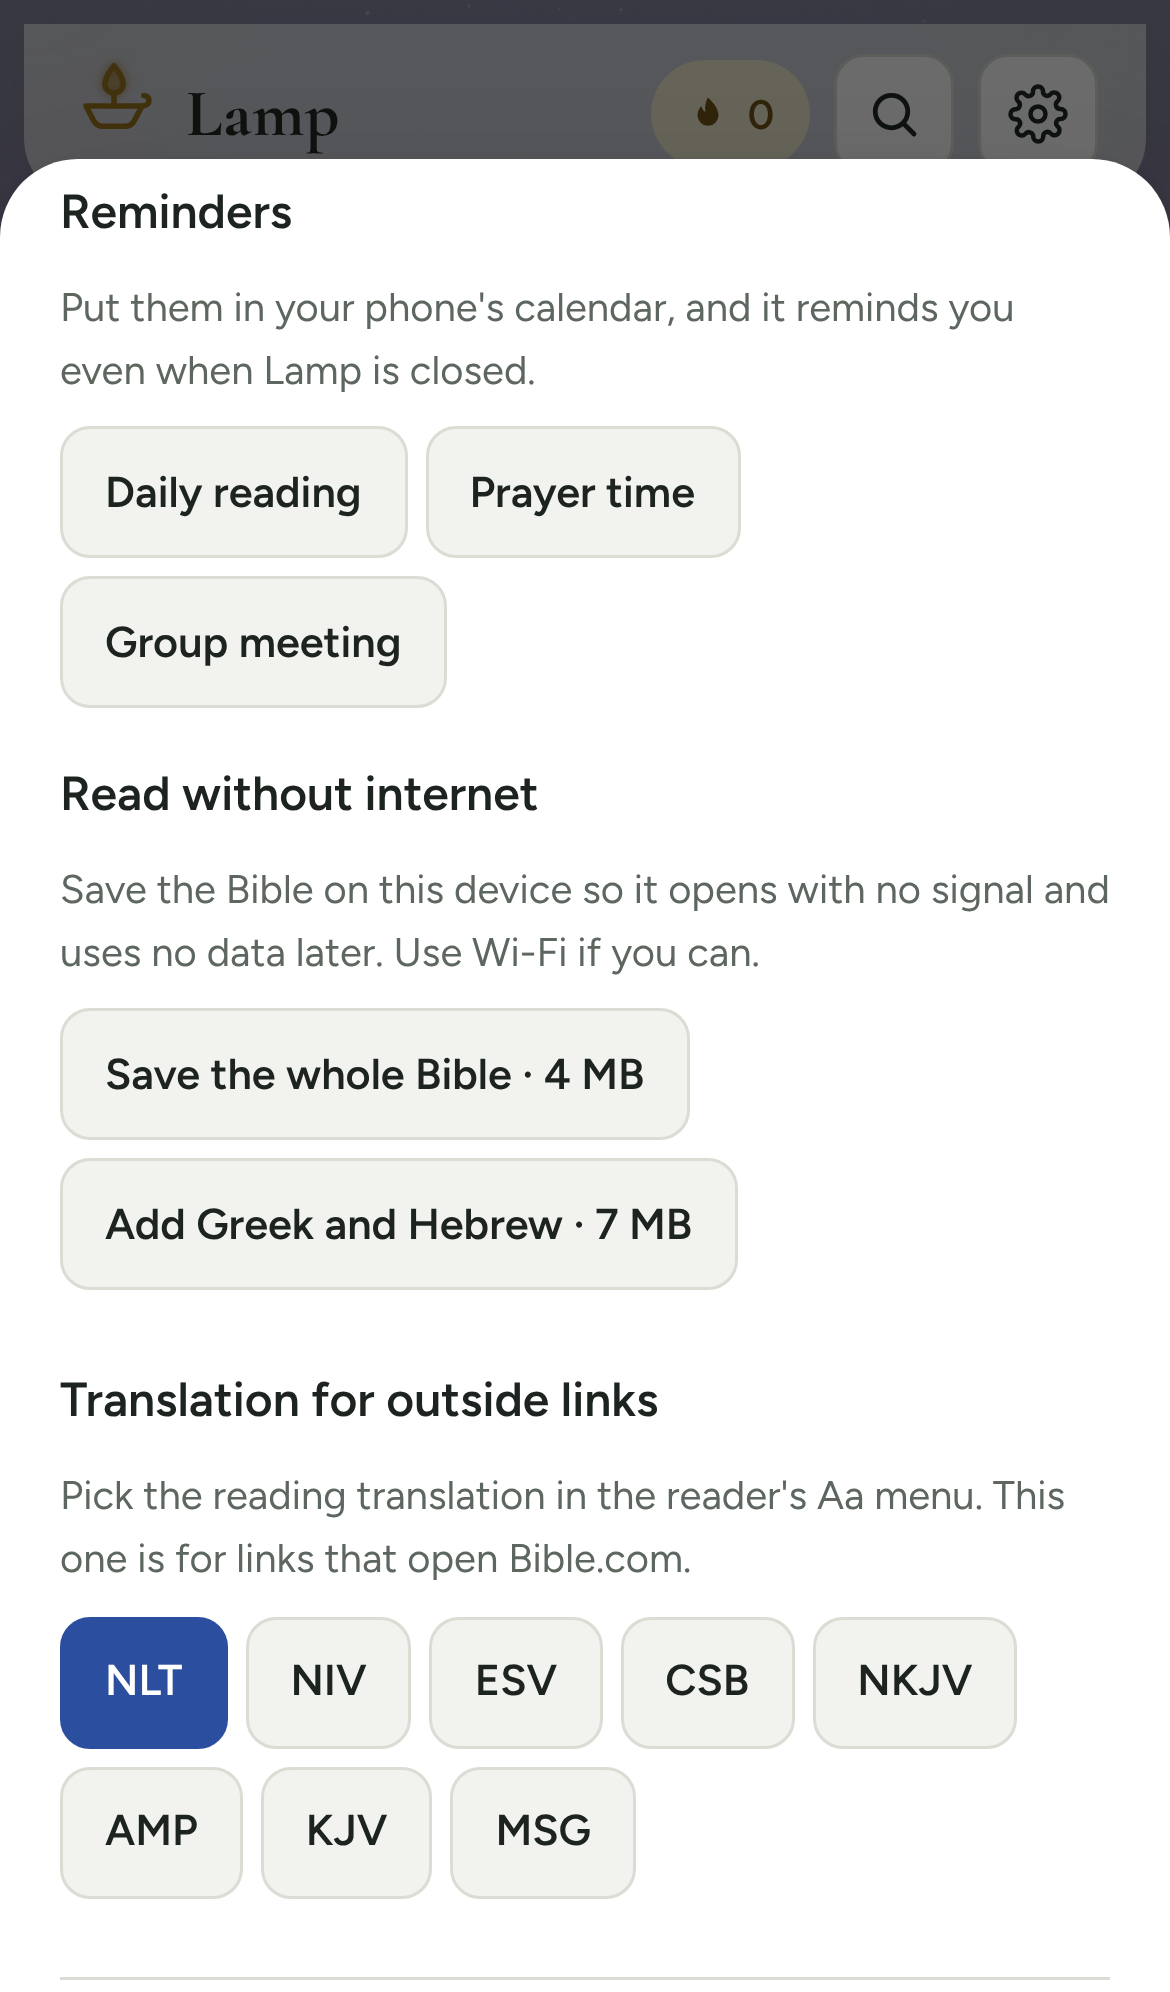 Lamp
0
Reminders
Put them in your phone's calendar, and it reminds you
even when Lamp is closed.
Daily reading
Prayer time
Group meeting
Read without internet
Save the Bible on this device so it opens with no signal and
uses no data later. Use Wi-Fi if you can.
Save the whole Bible · 4 MB
Add Greek and Hebrew · 7 MB
Translation for outside links
Pick the reading translation in the reader's Aa menu. This
one is for links that open Bible.com.
NLT
NIV
ESV
CSB
NKJV
AMP
KJV
MSG